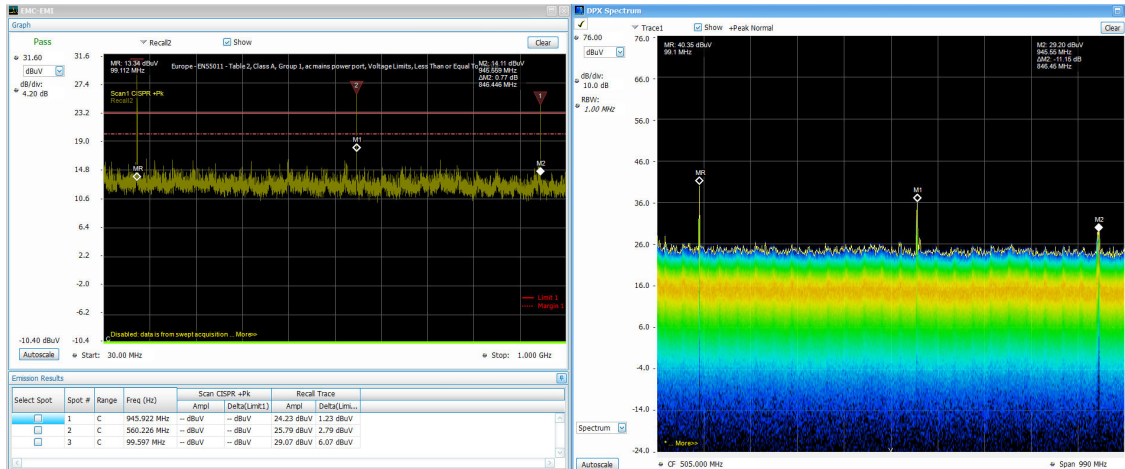 EMC-EMI
Graph
Pass
Recall2
Show
Clear
31.60
dBuV
dB/div:
4.20 dB
31.6
27.4
23.2
19.0
14.8
10.6
6.4
2.2
-2.0
-6.2
-10.4
MR: 13.34 dBuV
99.112 MHz
Europe - EN55011 - Table 2, Class A, Group 1, ac mains power port, Voltage Limits, Less Than or Equal To
M2: 14.11 dBuV
945.559 MHz
ΔM2: 0.77 dB
846.446 MHz
Scan1 CISPR +Pk
Recall2
2
1
MR
M1
M2
Limit 1
Margin 1
Disabled: data is from swept acquisition ... More>>
C
-10.40 dBuV
Autoscale
Start: 30.00 MHz
Stop: 1.000 GHz
Emission Results
Select Spot Spot # Range Freq (Hz) Scan CISPR +Pk Recall Trace
Ampl Delta(Limit1) Ampl Delta(Limi...
1 C 945.922 MHz -- dBuV -- dBuV 24.23 dBuV 1.23 dBuV
2 C 560.226 MHz -- dBuV -- dBuV 25.79 dBuV 2.79 dBuV
3 C 99.597 MHz -- dBuV -- dBuV 29.07 dBuV 6.07 dBuV
DPX Spectrum
Trace1
Show
+Peak Normal
Clear
76.00
dBuV
dB/div:
10.0 dB
RBW:
1.00 MHz
76.0
66.0
56.0
46.0
36.0
26.0
16.0
6.0
-4.0
-14.0
-24.0
MR: 40.35 dBuV
99.1 MHz
M2: 29.20 dBuV
945.55 MHz
ΔM2: -11.15 dB
846.45 MHz
MR
M1
M2
Spectrum
* ... More>>
Autoscale
CF 505.000 MHz
Span 990 MHz